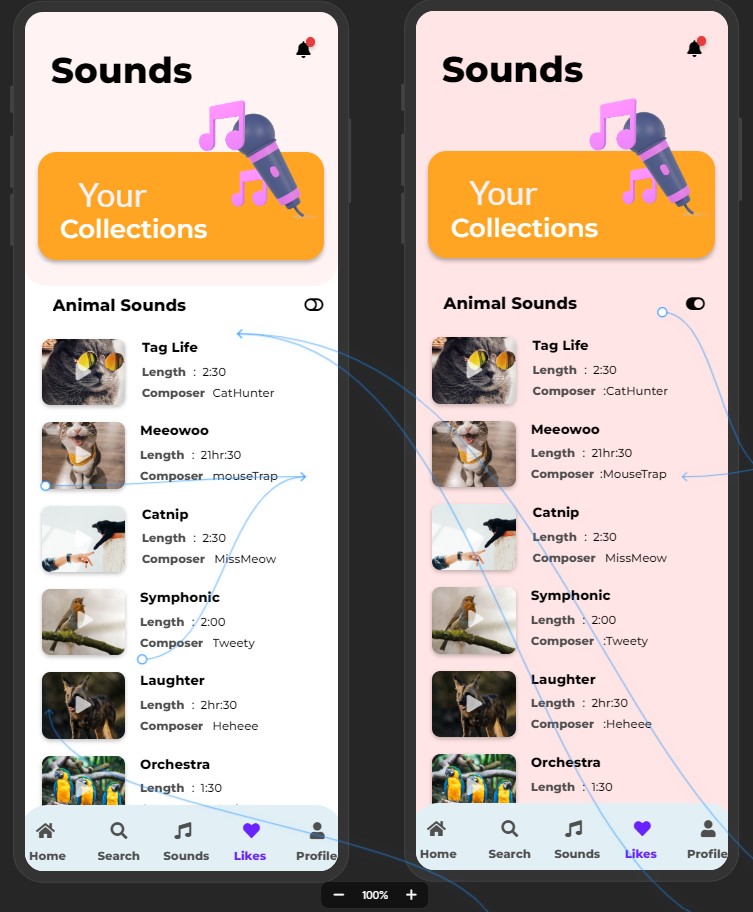 Sounds
Your
Collections
Animal Sounds
Tag Life
Length : 2:30
Composer CatHunter
Meeowoo
Length : 21hr:30
Composer mouseTrap
Catnip
Length : 2:30
Composer MissMeow
Symphonic
Length : 2:00
Composer Tweety
Laughter
Length : 2hr:30
Composer Heheee
Orchestra
Length : 1:30
Home Search Sounds Likes Profile
Sounds
Your
Collections
Animal Sounds
Tag Life
Length : 2:30
Composer :CatHunter
Meeowoo
Length : 21hr:30
Composer :MouseTrap
Catnip
Length : 2:30
Composer MissMeow
Symphonic
Length : 2:00
Composer :Tweety
Laughter
Length : 2hr:30
Composer :Heheee
Orchestra
Length : 1:30
Home Search Sounds Likes Profile
− 100% +